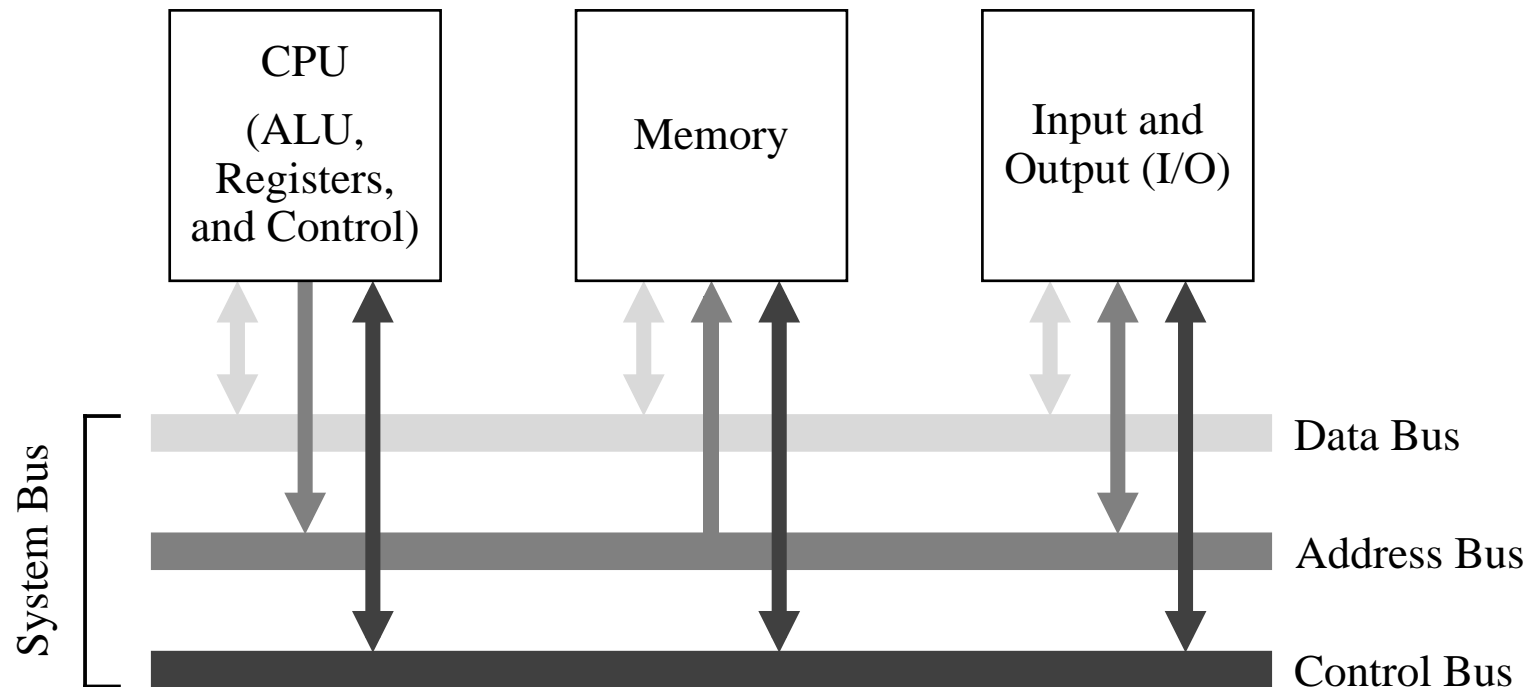 CPU
(ALU,
Registers,
and Control)
Memory
Input and
Output (I/O)
System Bus
Data Bus
Address Bus
Control Bus